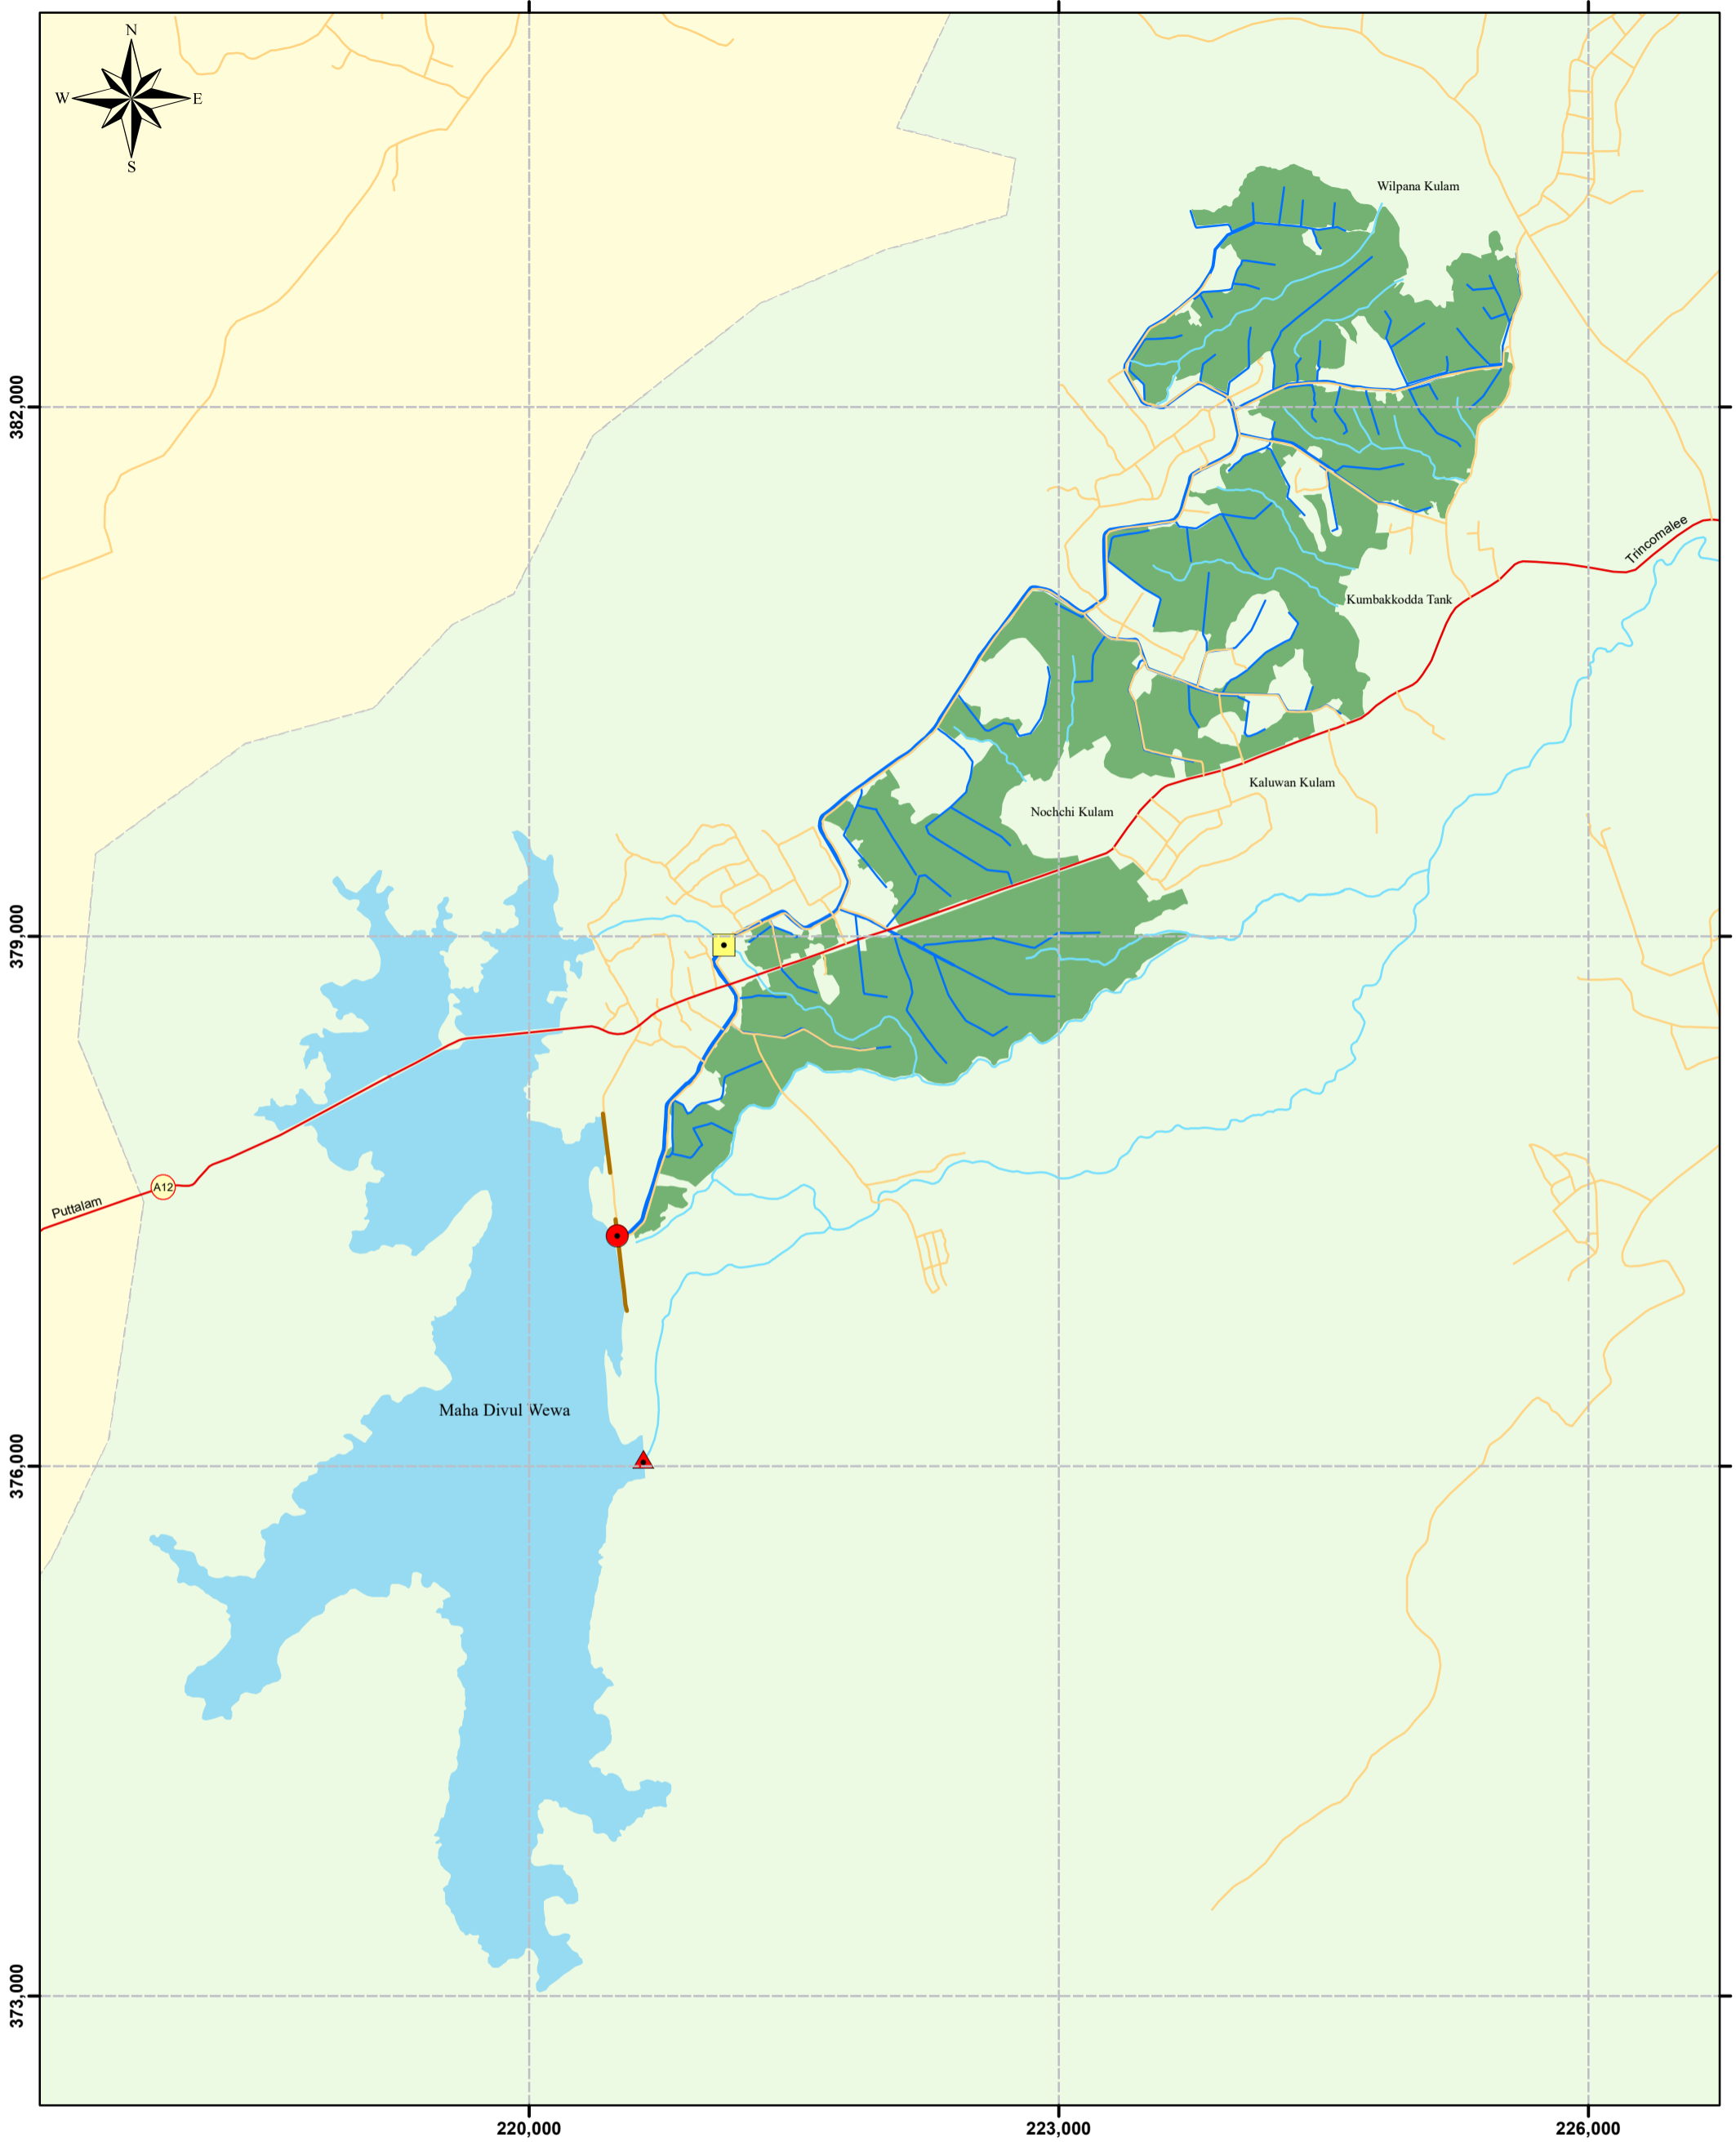 N
W E
S
Wilpana Kulam
382,000
Trincomalee
Kumbakkodda Tank
Kaluwan Kulam
Nochchi Kulam
379,000
A12
Puttalam
Maha Divul Wewa
376,000
373,000
220,000 223,000 226,000